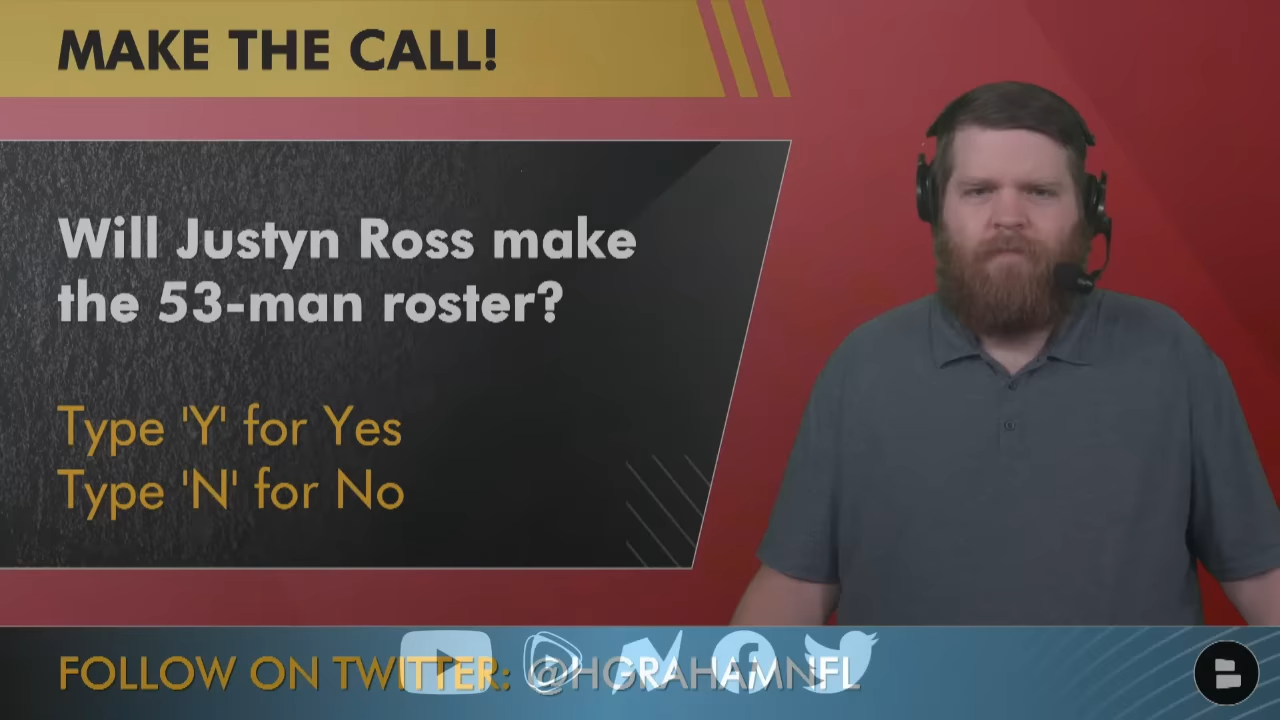 MAKE THE CALL!
Will Justyn Ross make
the 53-man roster?
Type 'Y' for Yes
Type 'N' for No
FOLLOW ON TWITTER: @HGRAHAMNFL